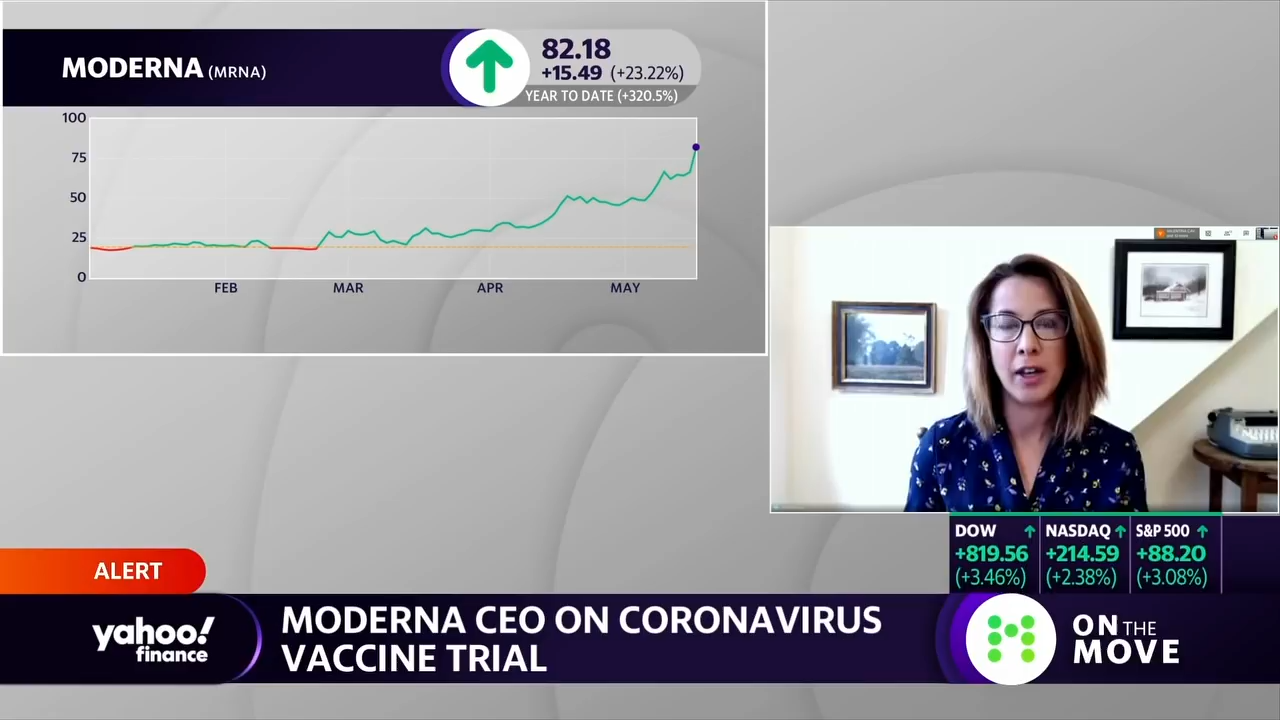 MODERNA (MRNA)
82.18
+15.49 (+23.22%)
YEAR TO DATE (+320.5%)
100
75
50
25
0
FEB MAR APR MAY
DOW
+819.56
(+3.46%)
NASDAQ
+214.59
(+2.38%)
S&P 500
+88.20
(+3.08%)
ALERT
yahoo!
finance
MODERNA CEO ON CORONAVIRUS
VACCINE TRIAL
ON THE
MOVE